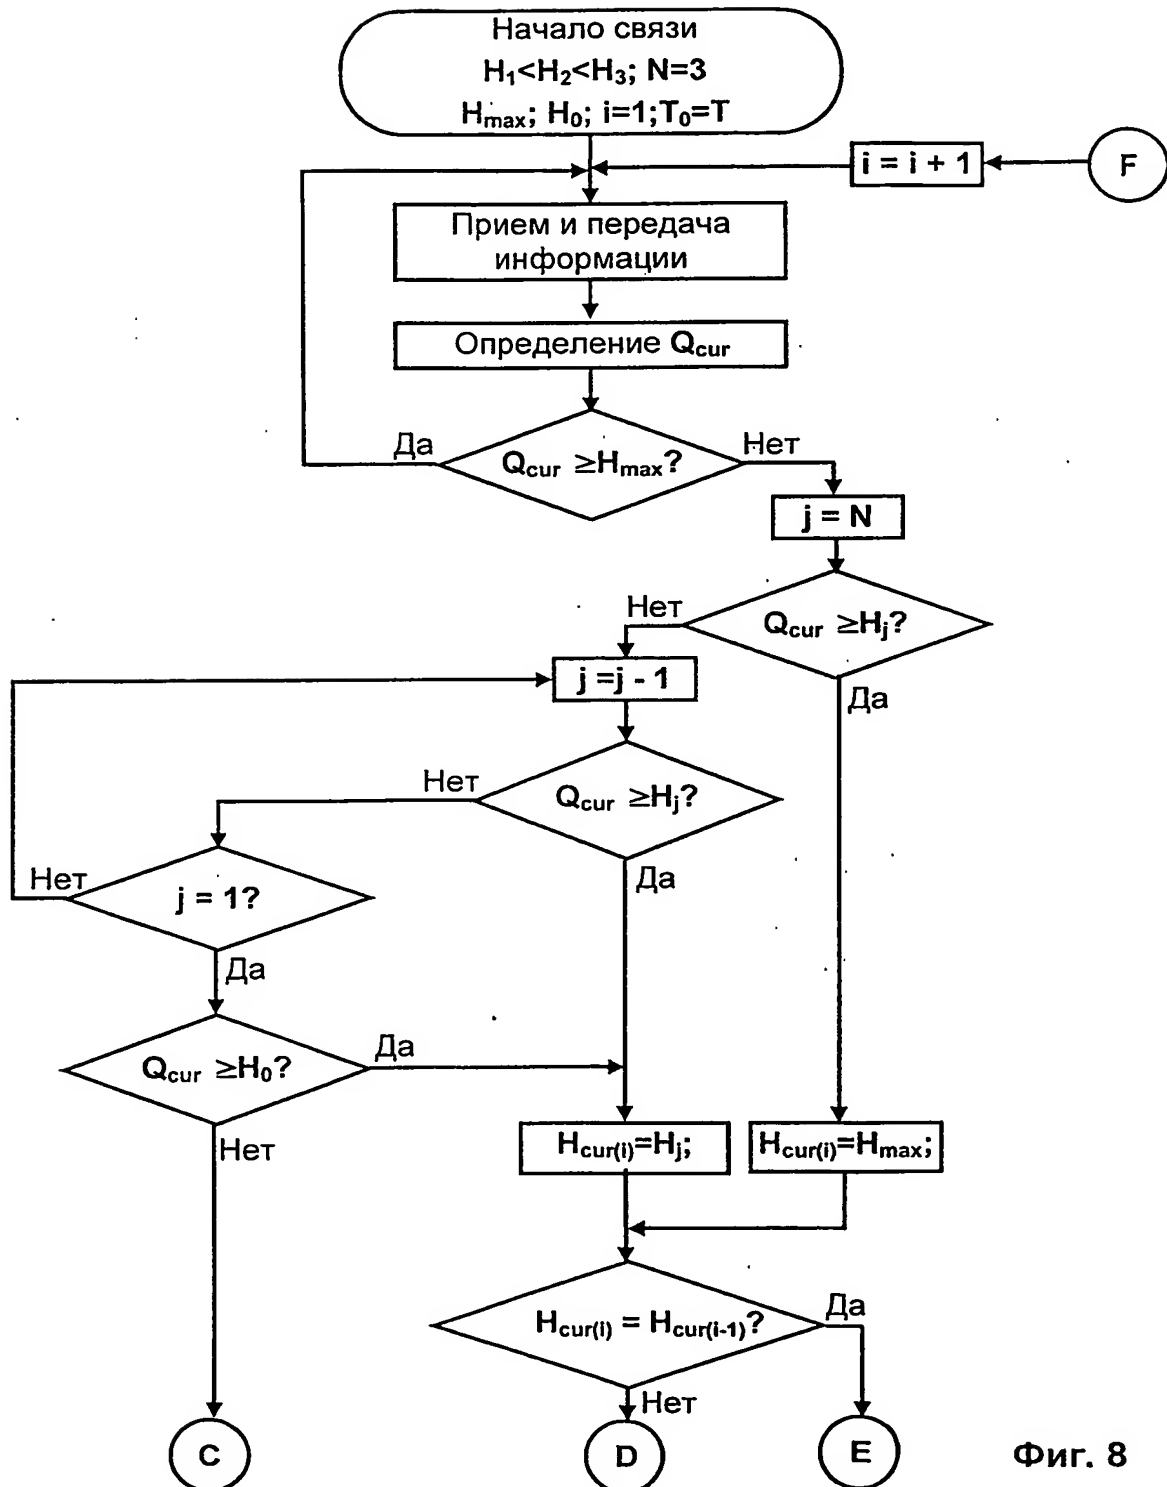 Начало связи
H₁<H₂<H₃; N=3
Hmax; H₀; i=1;T₀=T
i = i + 1
F
Прием и передача
информации
Определение Qcur
Да
Qcur ≥Hmax?
Нет
j = N
Нет
Qcur ≥Hj?
j =j - 1
Да
Нет
Qcur ≥Hj?
Нет
j = 1?
Да
Да
Qcur ≥H₀?
Да
Нет
Hcur(i)=Hj;
Hcur(i)=Hmax;
Hcur(i) = Hcur(i-1)?
Да
Нет
C
D
E
Фиг. 8